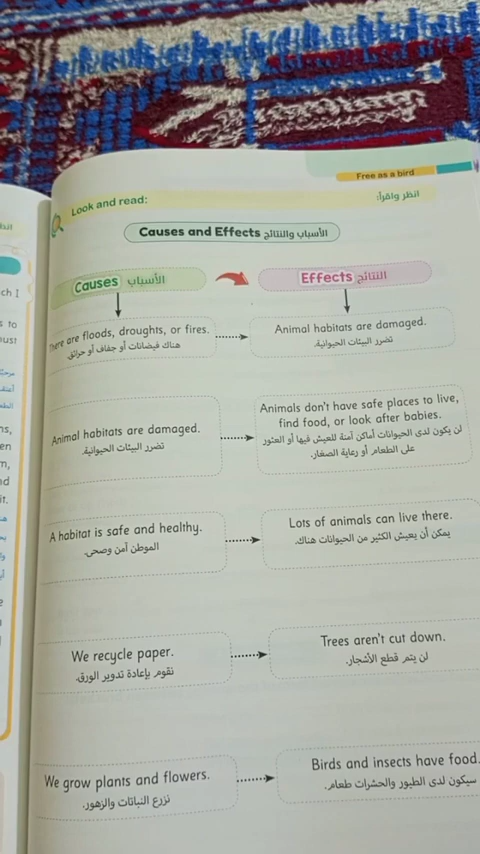 Free as a bird
Look and read:
انظر واقرأ:
Causes and Effects الأسباب والنتائج
Causes الأسباب
Effects النتائج
There are floods, droughts, or fires.
هناك فيضانات أو جفاف أو حرائق.
Animal habitats are damaged.
تضرر البيئات الحيوانية.
Animal habitats are damaged.
تضرر البيئات الحيوانية.
Animals don't have safe places to live,
find food, or look after babies.
لن يكون لدى الحيوانات أماكن آمنة للعيش فيها أو العثور
على الطعام أو رعاية الصغار.
A habitat is safe and healthy.
الموطن آمن وصحى.
Lots of animals can live there.
يمكن أن يعيش الكثير من الحيوانات هناك.
We recycle paper.
نقوم بإعادة تدوير الورق.
Trees aren't cut down.
لن يتم قطع الأشجار.
We grow plants and flowers.
نزرع النباتات والزهور.
Birds and insects have food.
سيكون لدى الطيور والحشرات طعام.